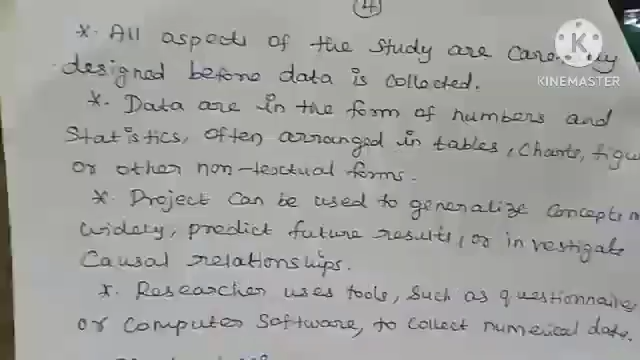 (4)
*. All aspects of the study are
KINEMASTER
designed before data is collected.
*. Data are in the form of numbers and
Statistics, often arranged in tables, charts, figu
or other non-textual forms.
*. Project can be used to generalize concepts m
widely, predict future results, or investigate
Causal relationships.
*. Researcher uses tools, such as questionnaires
or computer software, to collect numerical data.